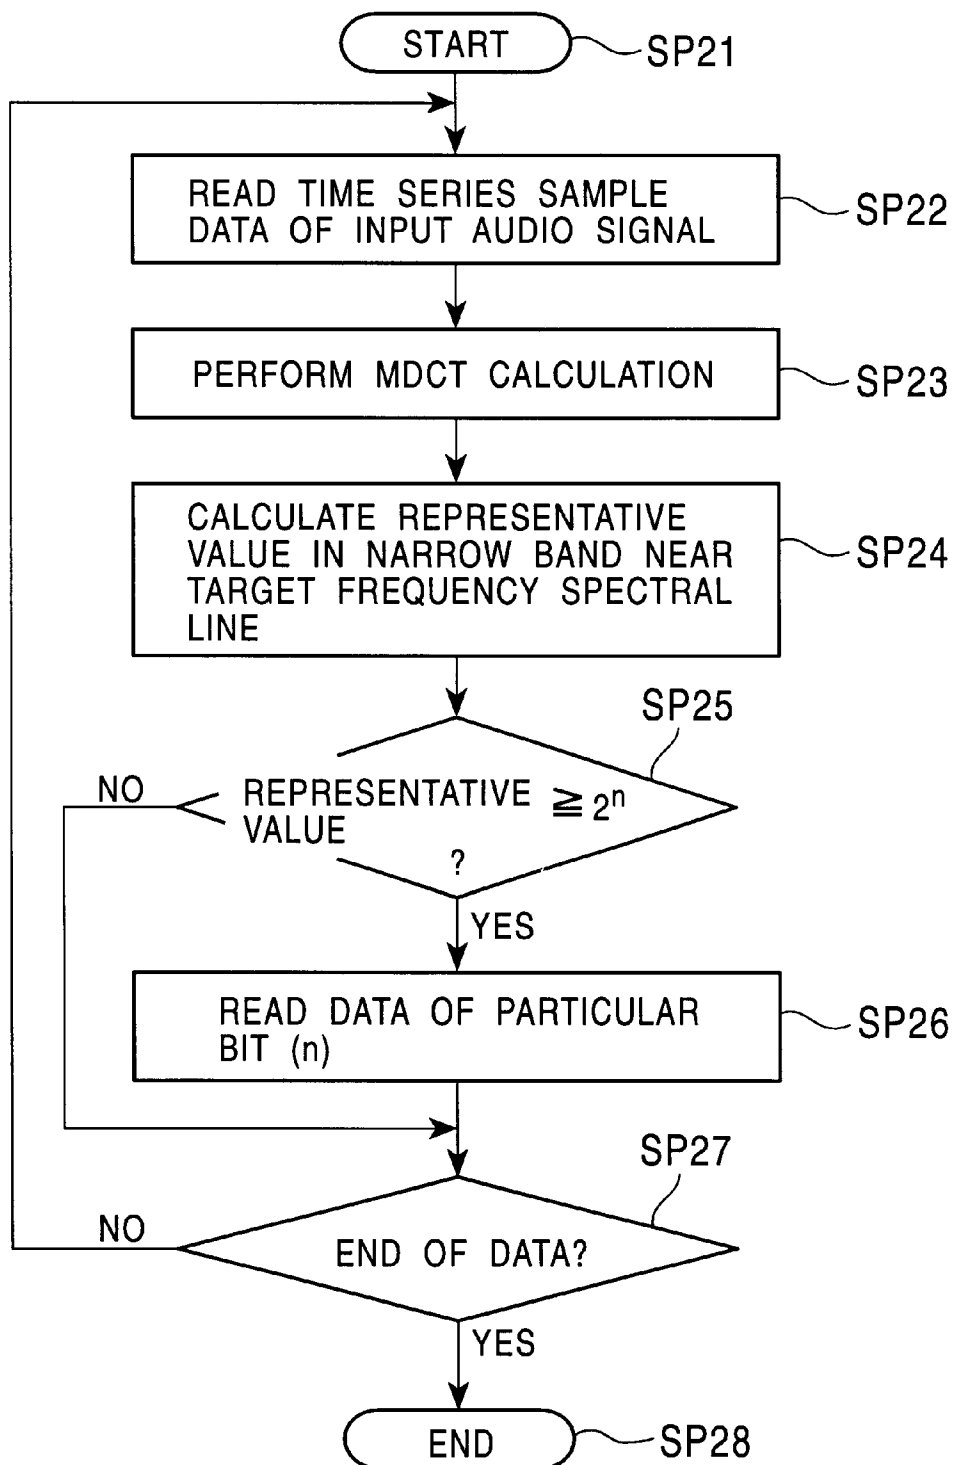 START
SP21
READ TIME SERIES SAMPLE
DATA OF INPUT AUDIO SIGNAL
SP22
PERFORM MDCT CALCULATION
SP23
CALCULATE REPRESENTATIVE
VALUE IN NARROW BAND NEAR
TARGET FREQUENCY SPECTRAL
LINE
SP24
SP25
NO
REPRESENTATIVE
VALUE
≧ 2ⁿ
?
YES
READ DATA OF PARTICULAR
BIT (n)
SP26
SP27
NO
END OF DATA?
YES
END
SP28